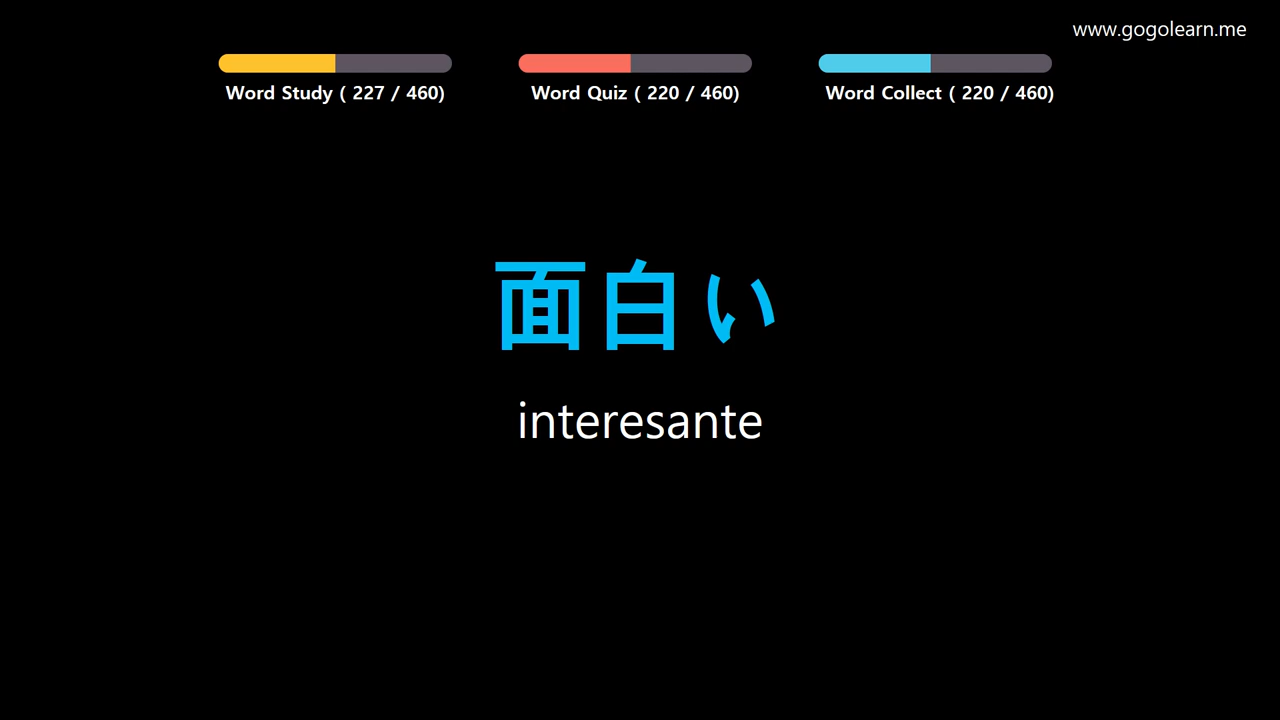 www.gogolearn.me
Word Study ( 227 / 460) Word Quiz ( 220 / 460) Word Collect ( 220 / 460)
面白い
interesante